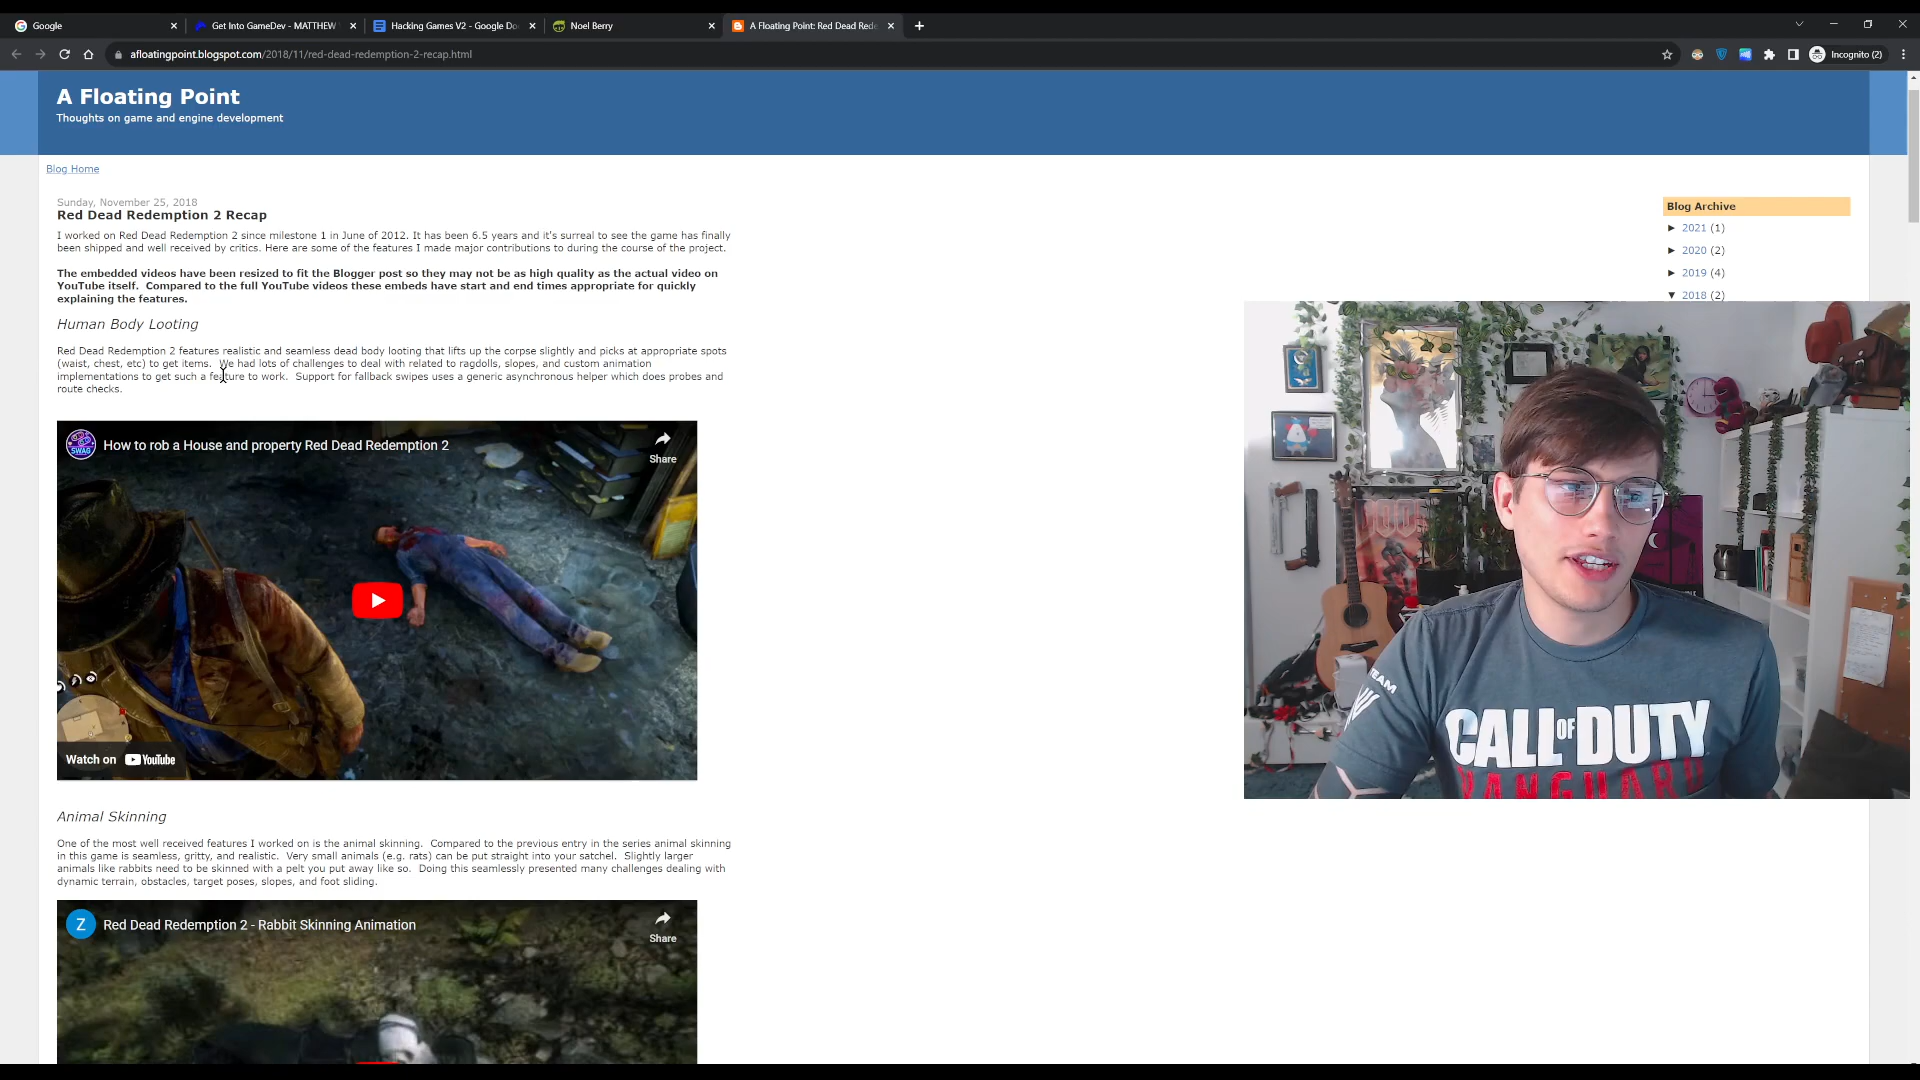 Google
Get Into GameDev - MATTHEW
Hacking Games V2 - Google Do
Noel Berry
A Floating Point: Red Dead Rede
afloatingpoint.blogspot.com/2018/11/red-dead-redemption-2-recap.html
Incognito (2)
A Floating Point
Thoughts on game and engine development
Blog Home
Sunday, November 25, 2018
Red Dead Redemption 2 Recap
I worked on Red Dead Redemption 2 since milestone 1 in June of 2012. It has been 6.5 years and it's surreal to see the game has finally
been shipped and well received by critics. Here are some of the features I made major contributions to during the course of the project.
The embedded videos have been resized to fit the Blogger post so they may not be as high quality as the actual video on
YouTube itself. Compared to the full YouTube videos these embeds have start and end times appropriate for quickly
explaining the features.
Human Body Looting
Red Dead Redemption 2 features realistic and seamless dead body looting that lifts up the corpse slightly and picks at appropriate spots
(waist, chest, etc) to get items. We had lots of challenges to deal with related to ragdolls, slopes, and custom animation
implementations to get such a feature to work. Support for fallback swipes uses a generic asynchronous helper which does probes and
route checks.
SWAG
How to rob a House and property Red Dead Redemption 2
Share
Watch on YouTube
Animal Skinning
One of the most well received features I worked on is the animal skinning. Compared to the previous entry in the series animal skinning
in this game is seamless, gritty, and realistic. Very small animals (e.g. rats) can be put straight into your satchel. Slightly larger
animals like rabbits need to be skinned with a pelt you put away like so. Doing this seamlessly presented many challenges dealing with
dynamic terrain, obstacles, target poses, slopes, and foot sliding.
Z
Red Dead Redemption 2 - Rabbit Skinning Animation
Share
Blog Archive
► 2021 (1)
► 2020 (2)
► 2019 (4)
▼ 2018 (2)
TEAM
CALL OF DUTY
VANGUARD